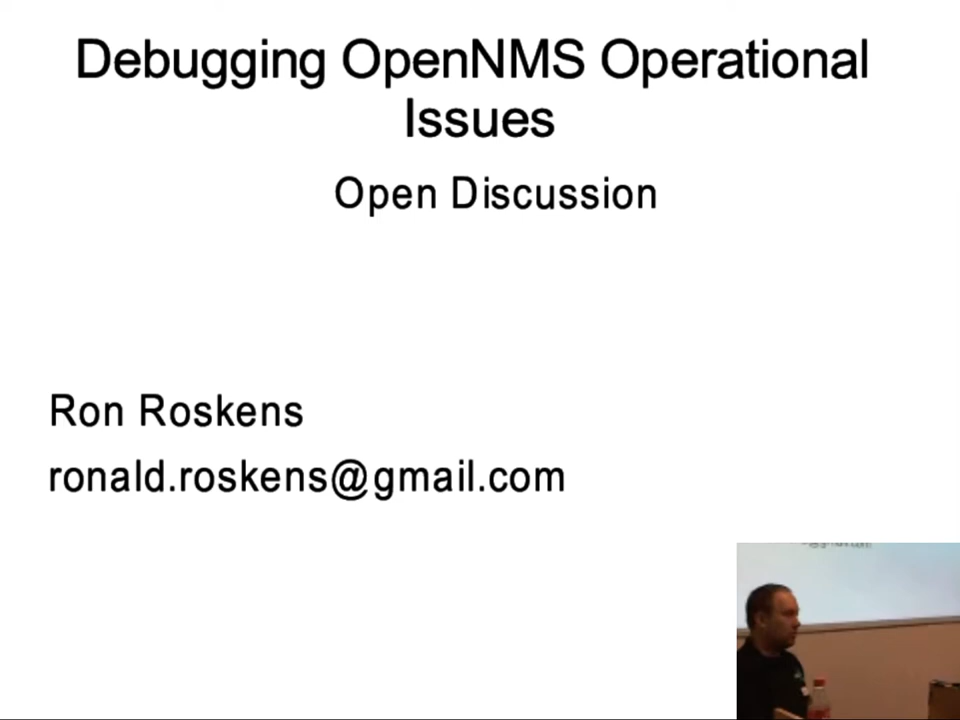 Debugging OpenNMS Operational
Issues
Open Discussion
Ron Roskens
ronald.roskens@gmail.com